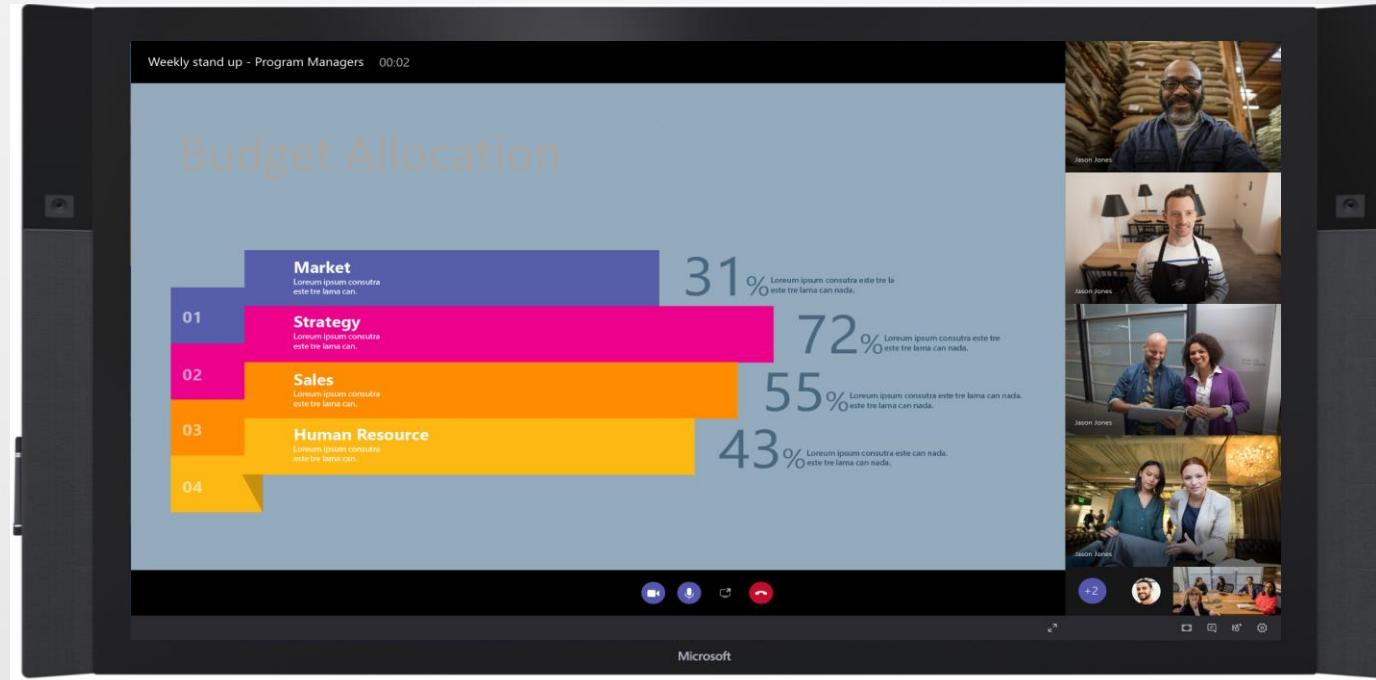 Weekly stand up - Program Managers 00:02
Budget Allocation
01
Market
Loreum ipsum consutra
este tre lama can.
31% Loreum ipsum consutra este tre la
este tre lama can nada.
02
Strategy
Loreum ipsum consutra
este tre lama can.
72% Loreum ipsum consutra este tre
este tre lama can nada.
03
Sales
Loreum ipsum consutra
este tre lama can.
55% Loreum ipsum consutra este tre lama can nada.
este tre lama can nada.
04
Human Resource
Loreum ipsum consutra
este tre lama can.
43% Loreum ipsum consutra este can nada.
este tre lama can nada.
Jason Jones
Jason Jones
Jason Jones
Jason Jones
+2
Microsoft